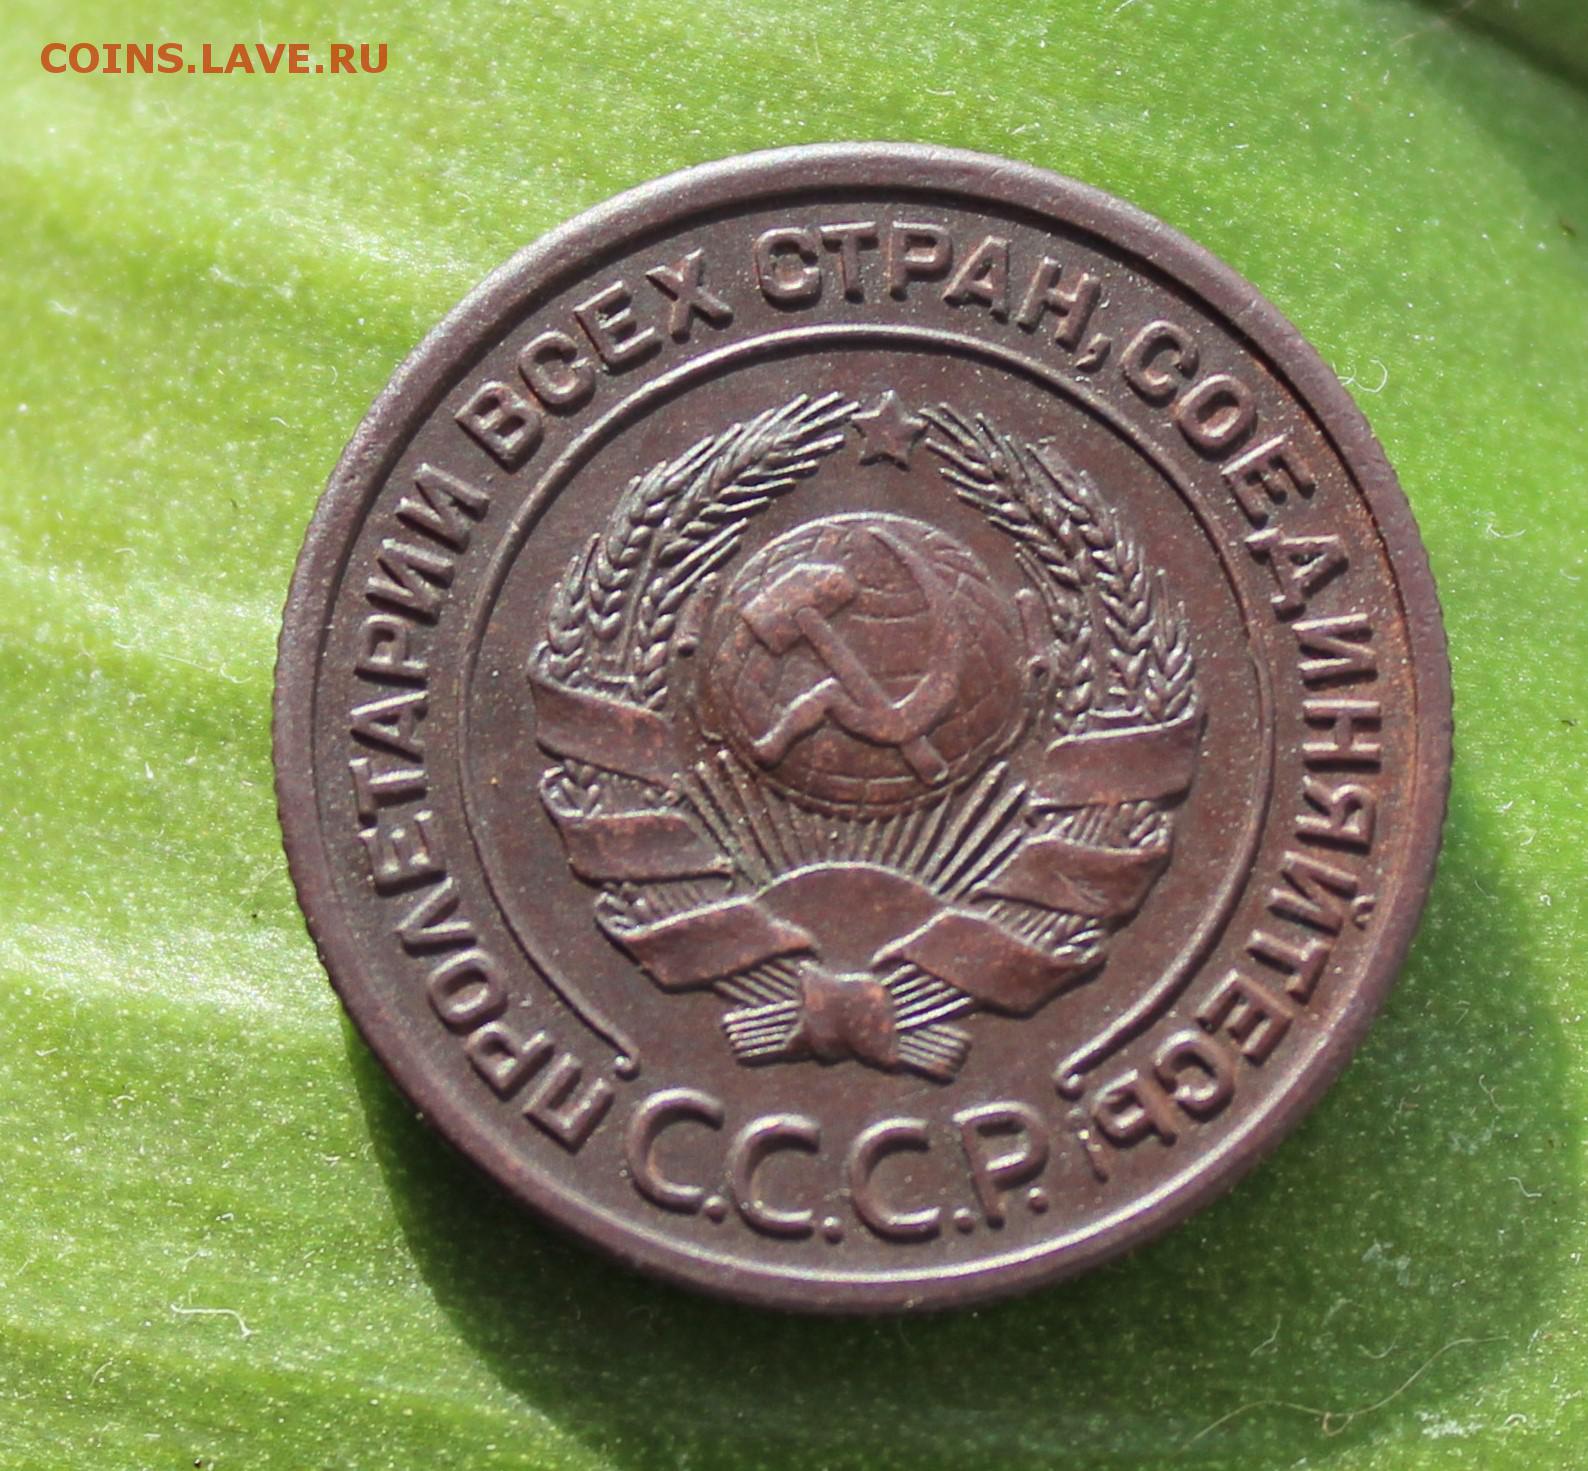 COINS.LAVE.RU
ПРОЛЕТАРИИ ВСЕХ СТРАН, СОЕДИНЯЙТЕСЬ!
С.С.С.Р.